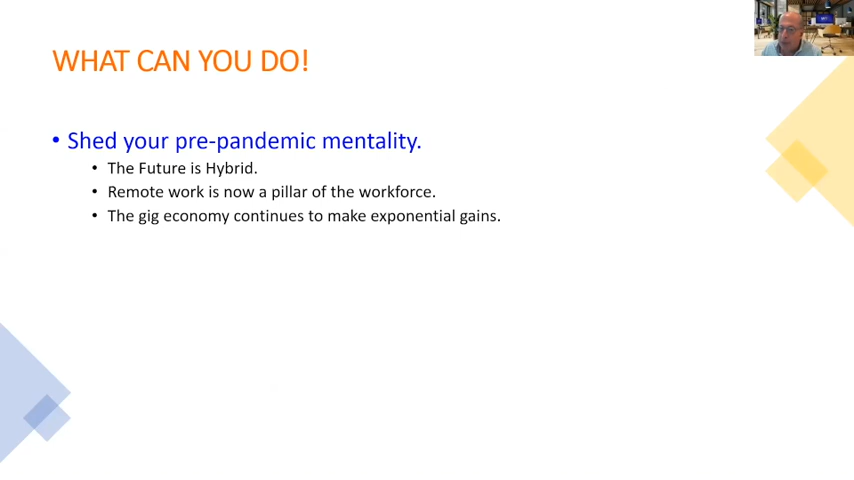 WHAT CAN YOU DO!
• Shed your pre-pandemic mentality.
• The Future is Hybrid.
• Remote work is now a pillar of the workforce.
• The gig economy continues to make exponential gains.